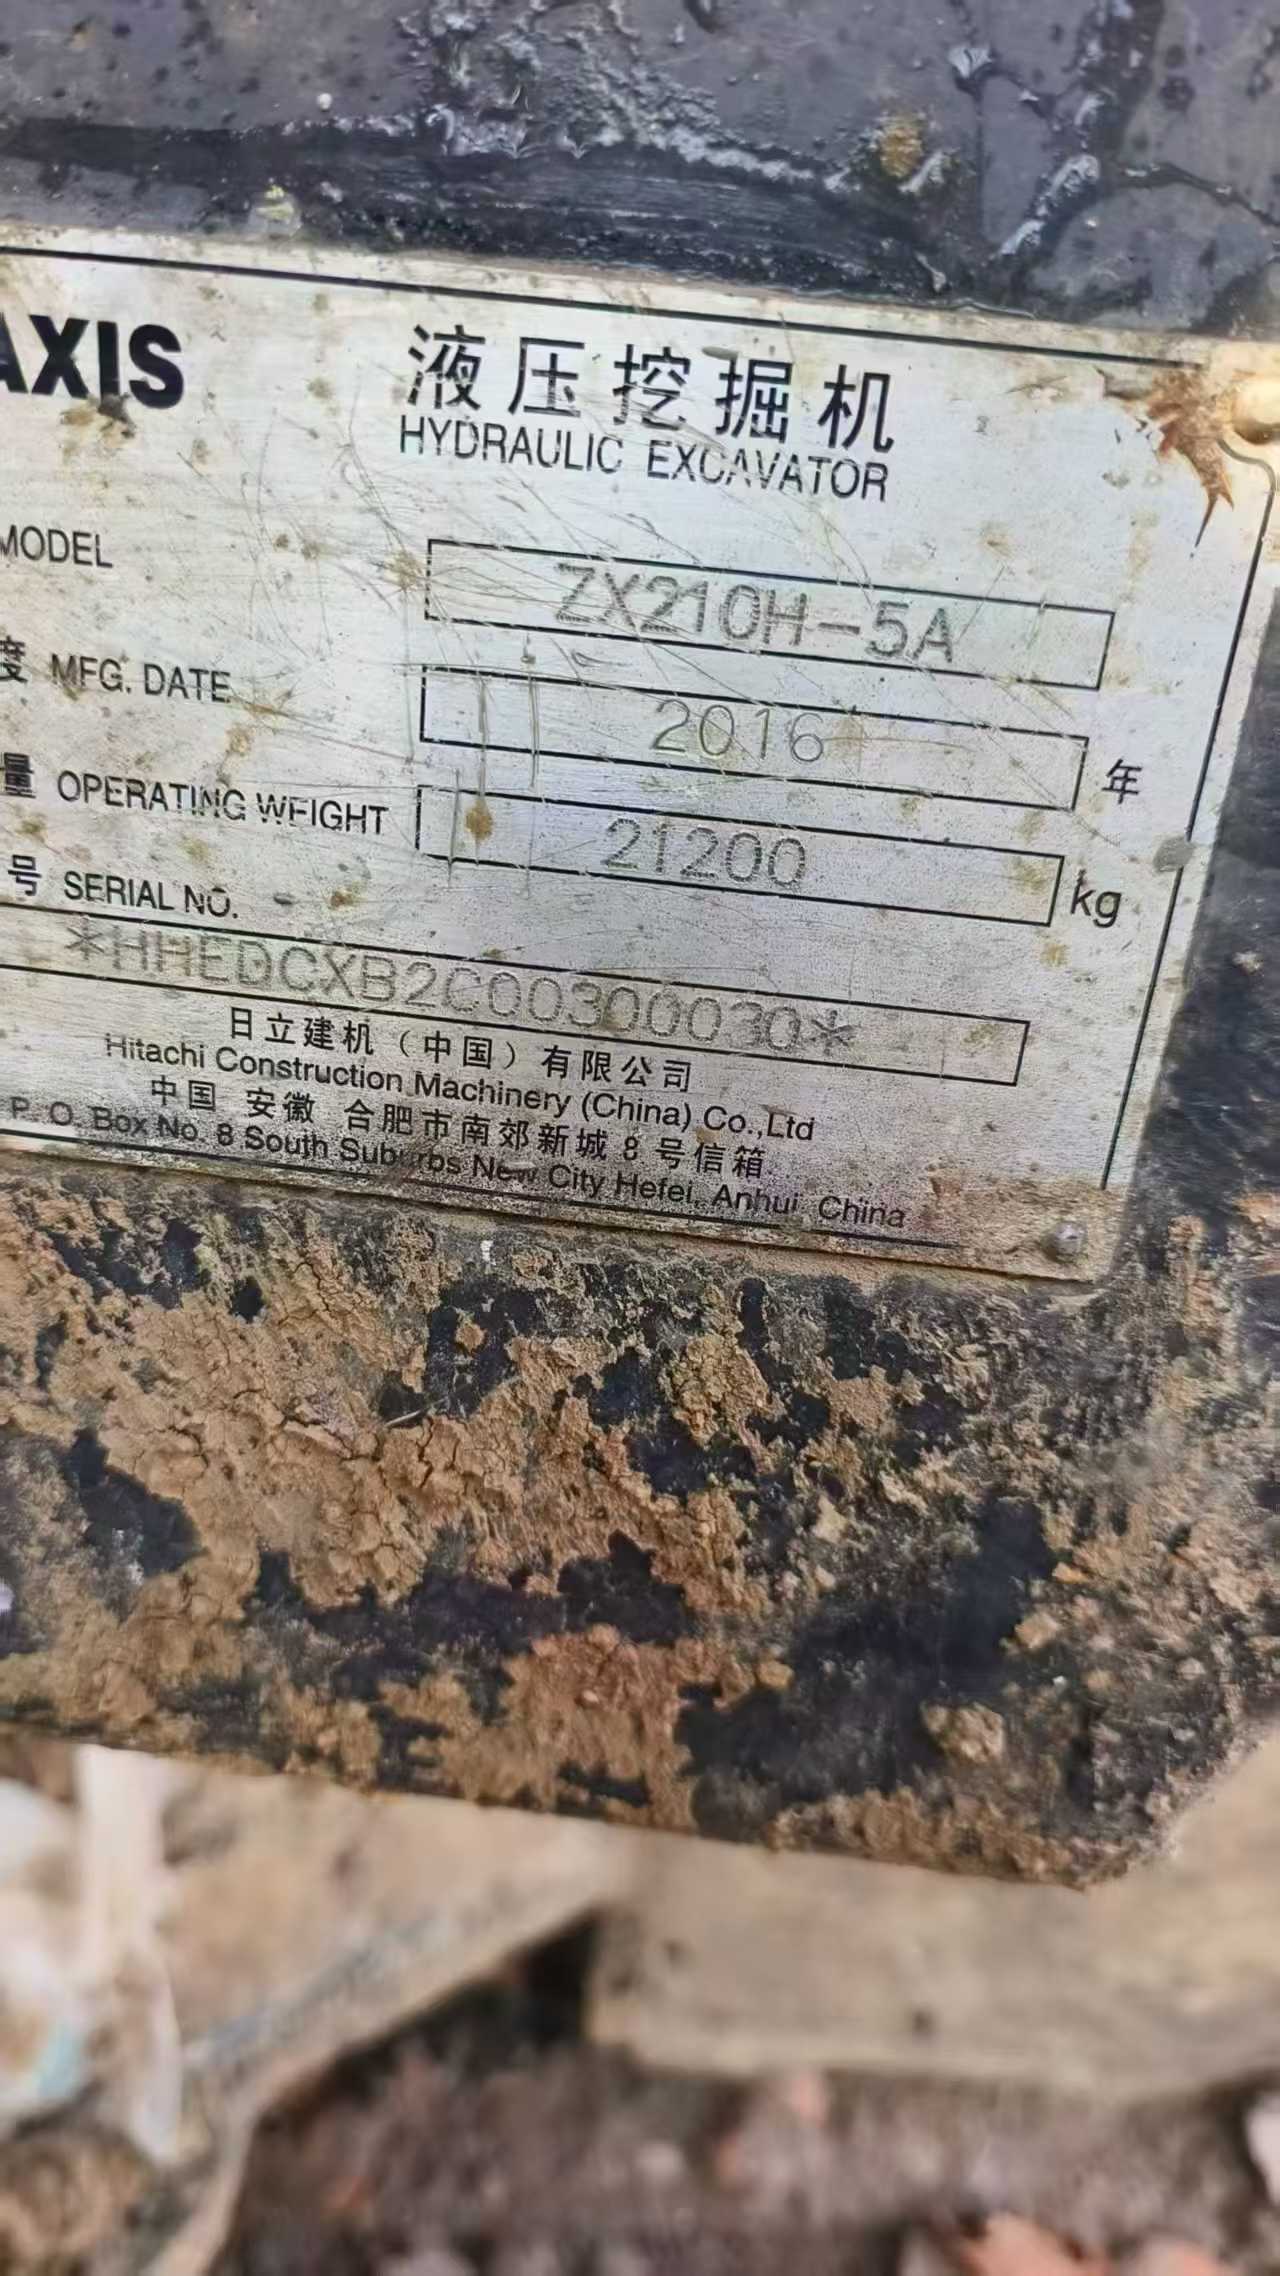 AXIS
液压挖掘机
HYDRAULIC EXCAVATOR
MODEL ZX210H-5A
度 MFG. DATE 2016 年
量 OPERATING WEIGHT 21200 kg
号 SERIAL NO.
*HHEDCXB2C00300030*
日立建机（中国）有限公司
Hitachi Construction Machinery (China) Co.,Ltd
中国 安徽 合肥市南郊新城8号信箱
P. O. Box No. 8 South Suburbs New City Hefei, Anhui, China